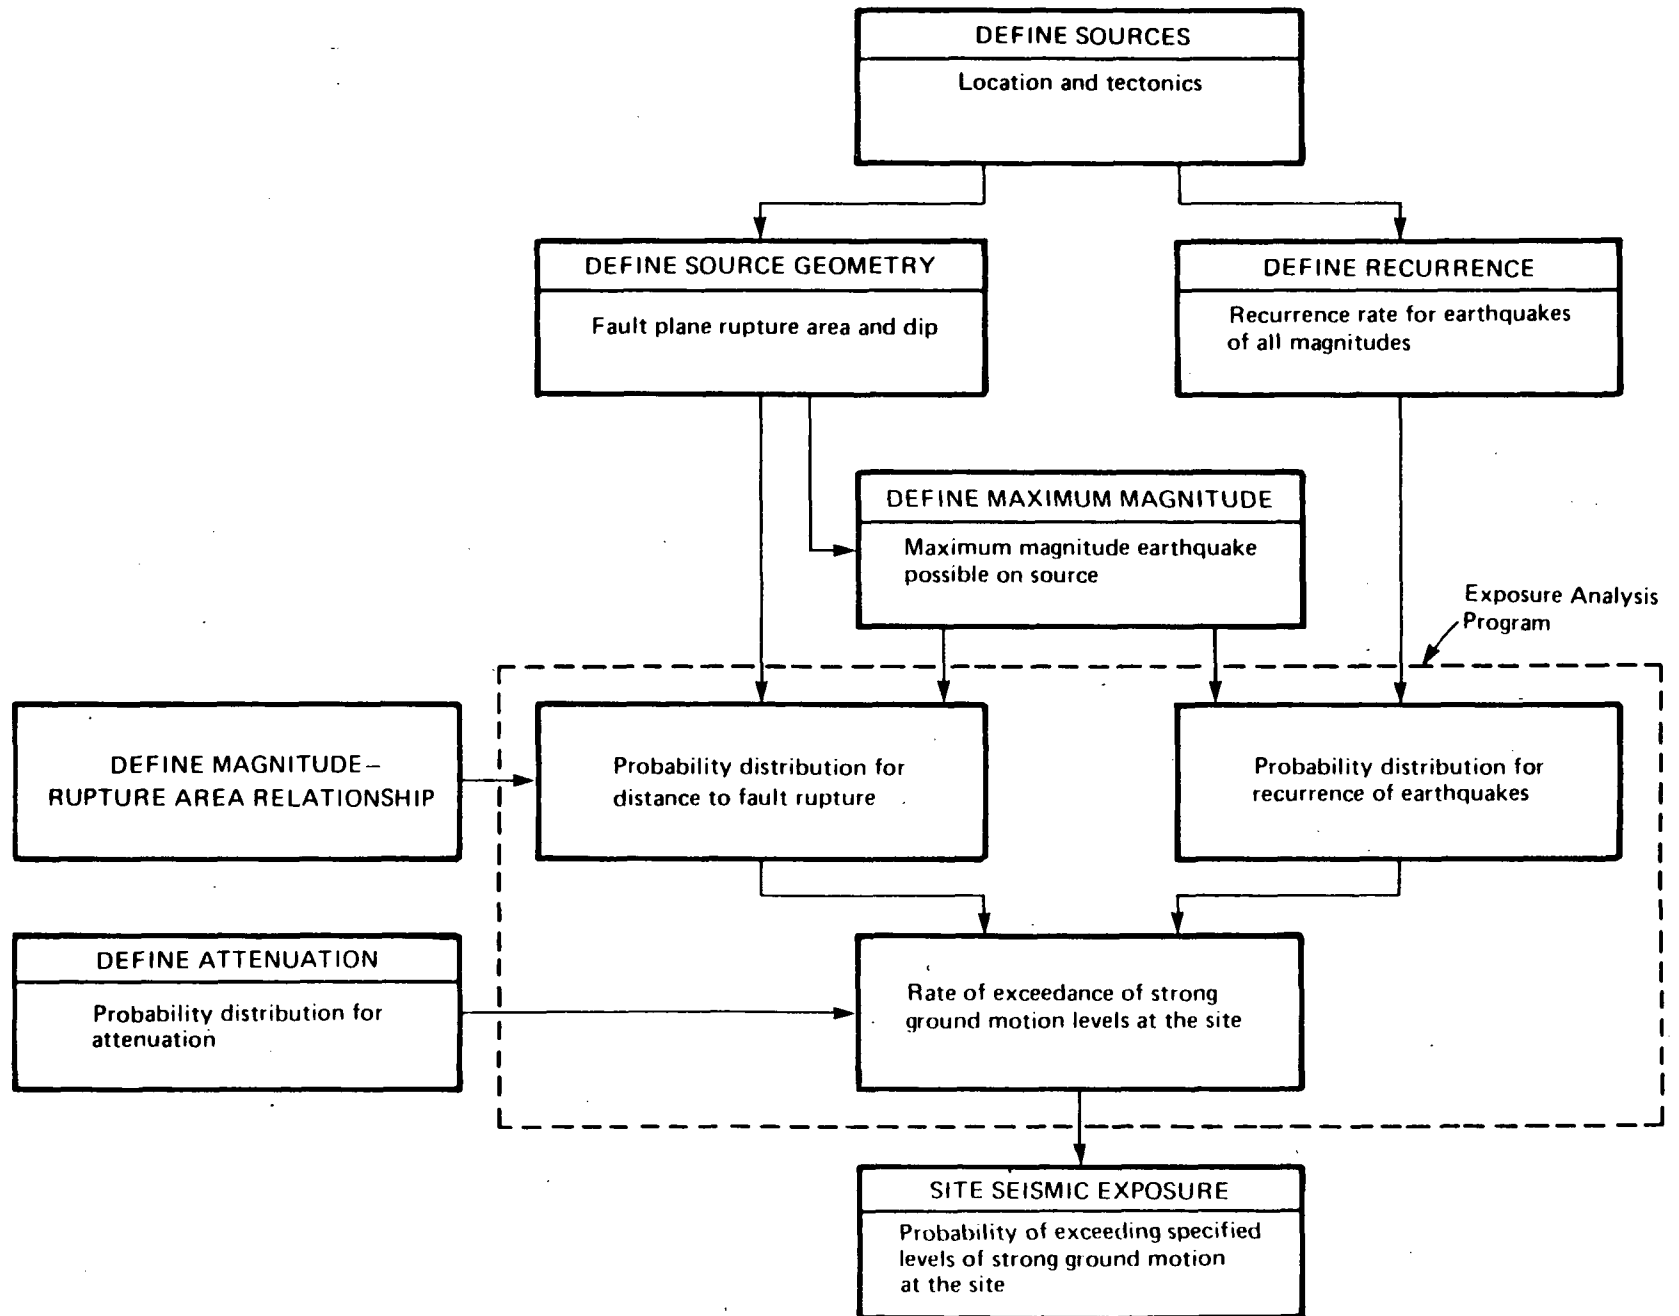 DEFINE SOURCES
Location and tectonics
DEFINE SOURCE GEOMETRY
Fault plane rupture area and dip
DEFINE RECURRENCE
Recurrence rate for earthquakes
of all magnitudes
DEFINE MAXIMUM MAGNITUDE
Maximum magnitude earthquake
possible on source
Exposure Analysis
Program
DEFINE MAGNITUDE–
RUPTURE AREA RELATIONSHIP
Probability distribution for
distance to fault rupture
Probability distribution for
recurrence of earthquakes
DEFINE ATTENUATION
Probability distribution for
attenuation
Rate of exceedance of strong
ground motion levels at the site
SITE SEISMIC EXPOSURE
Probability of exceeding specified
levels of strong ground motion
at the site